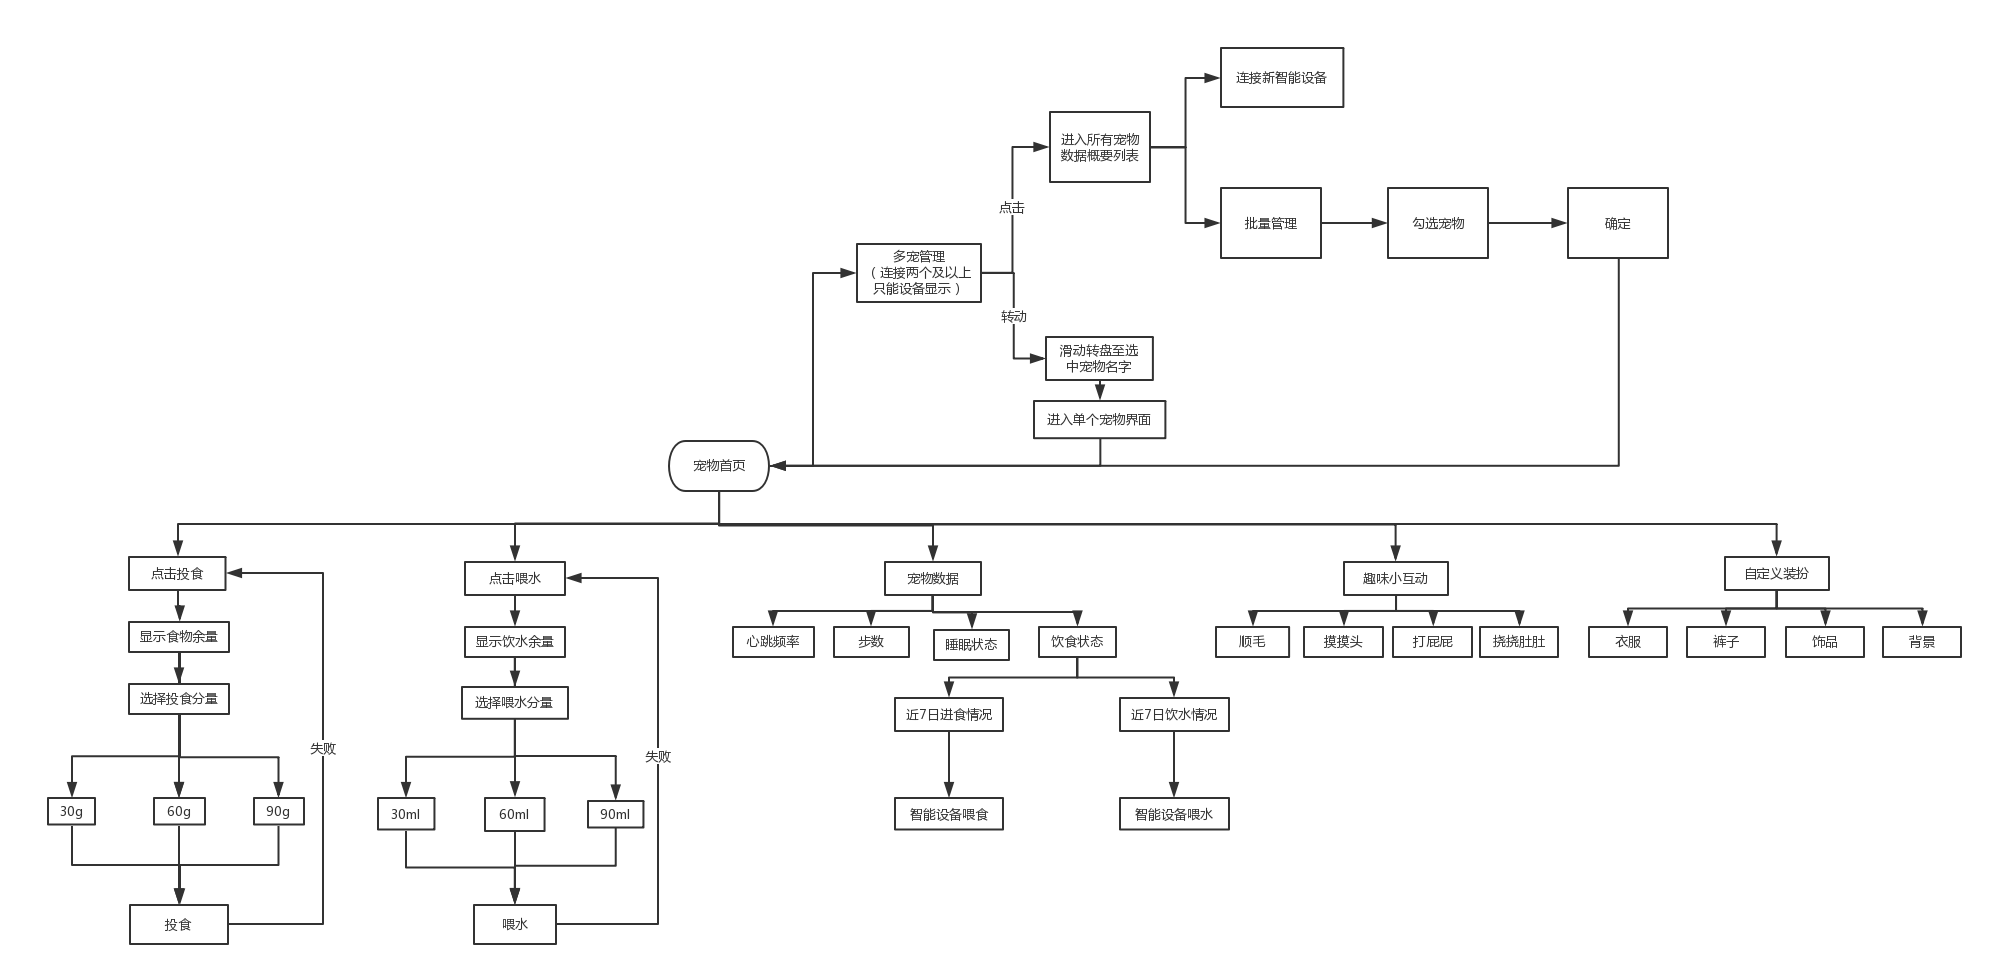 连接新智能设备
进入所有宠物
数据概要列表
点击
批量管理
勾选宠物
确定
多宠管理
（连接两个及以上
只能设备显示）
转动
滑动转盘至选
中宠物名字
进入单个宠物界面
宠物首页
点击投食
点击喂水
宠物数据
趣味小互动
自定义装扮
显示食物余量
显示饮水余量
心跳频率
步数
睡眠状态
饮食状态
顺毛
摸摸头
打屁屁
挠挠肚肚
衣服
裤子
饰品
背景
选择投食分量
选择喂水分量
近7日进食情况
近7日饮水情况
失败
失败
30g
60g
90g
30ml
60ml
90ml
智能设备喂食
智能设备喂水
投食
喂水